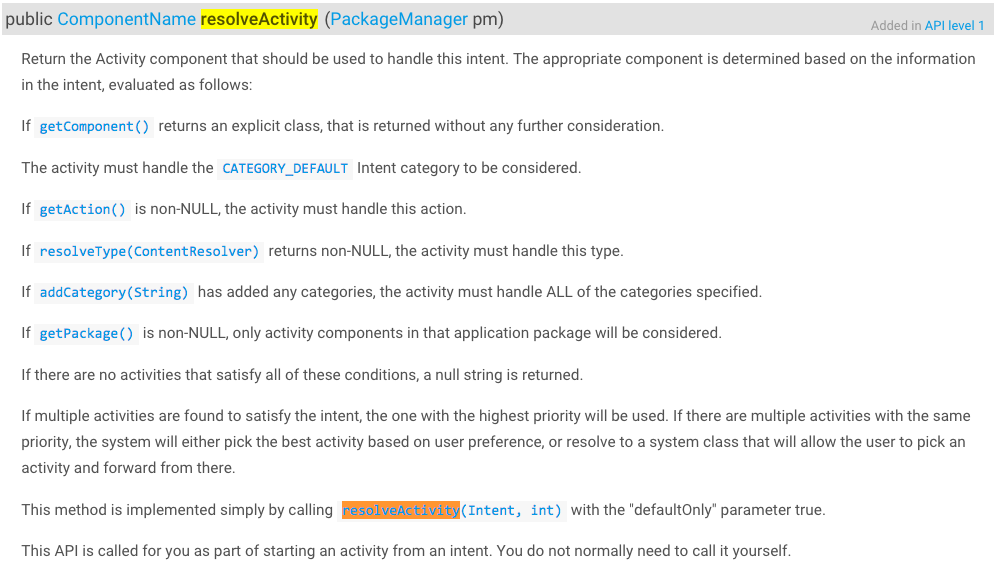 public ComponentName resolveActivity (PackageManager pm)
Added in API level 1
Return the Activity component that should be used to handle this intent. The appropriate component is determined based on the information
in the intent, evaluated as follows:
If getComponent() returns an explicit class, that is returned without any further consideration.
The activity must handle the CATEGORY_DEFAULT Intent category to be considered.
If getAction() is non-NULL, the activity must handle this action.
If resolveType(ContentResolver) returns non-NULL, the activity must handle this type.
If addCategory(String) has added any categories, the activity must handle ALL of the categories specified.
If getPackage() is non-NULL, only activity components in that application package will be considered.
If there are no activities that satisfy all of these conditions, a null string is returned.
If multiple activities are found to satisfy the intent, the one with the highest priority will be used. If there are multiple activities with the same
priority, the system will either pick the best activity based on user preference, or resolve to a system class that will allow the user to pick an
activity and forward from there.
This method is implemented simply by calling resolveActivity(Intent, int) with the "defaultOnly" parameter true.
This API is called for you as part of starting an activity from an intent. You do not normally need to call it yourself.